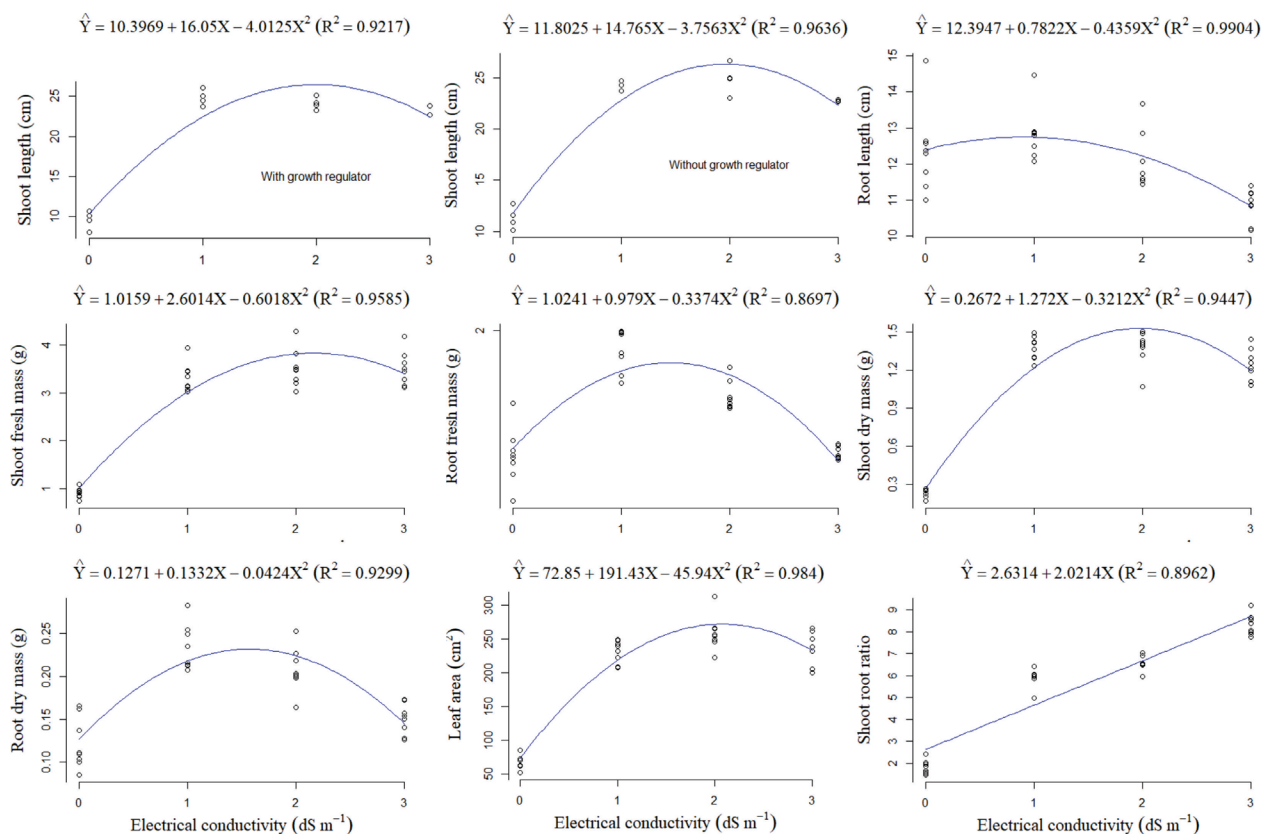 Ŷ = 10.3969 + 16.05X − 4.0125X² (R² = 0.9217)
Shoot length (cm)
25
20
15
10
With growth regulator
0 1 2 3
Ŷ = 11.8025 + 14.765X − 3.7563X² (R² = 0.9636)
Shoot length (cm)
25
20
15
10
Without growth regulator
0 1 2 3
Ŷ = 12.3947 + 0.7822X − 0.4359X² (R² = 0.9904)
Root length (cm)
15
14
13
12
11
10
0 1 2 3
Ŷ = 1.0159 + 2.6014X − 0.6018X² (R² = 0.9585)
Shoot fresh mass (g)
4
3
2
1
0 1 2 3
Ŷ = 1.0241 + 0.979X − 0.3374X² (R² = 0.8697)
Root fresh mass (g)
2
0 1 2 3
Ŷ = 0.2672 + 1.272X − 0.3212X² (R² = 0.9447)
Shoot dry mass (g)
1.5
1.2
0.9
0.6
0.3
0 1 2 3
Ŷ = 0.1271 + 0.1332X − 0.0424X² (R² = 0.9299)
Root dry mass (g)
0.25
0.20
0.15
0.10
0 1 2 3
Electrical conductivity (dS m⁻¹)
Ŷ = 72.85 + 191.43X − 45.94X² (R² = 0.984)
Leaf area (cm²)
300
250
200
150
100
50
0 1 2 3
Electrical conductivity (dS m⁻¹)
Ŷ = 2.6314 + 2.0214X (R² = 0.8962)
Shoot root ratio
9
8
7
6
5
4
3
2
0 1 2 3
Electrical conductivity (dS m⁻¹)